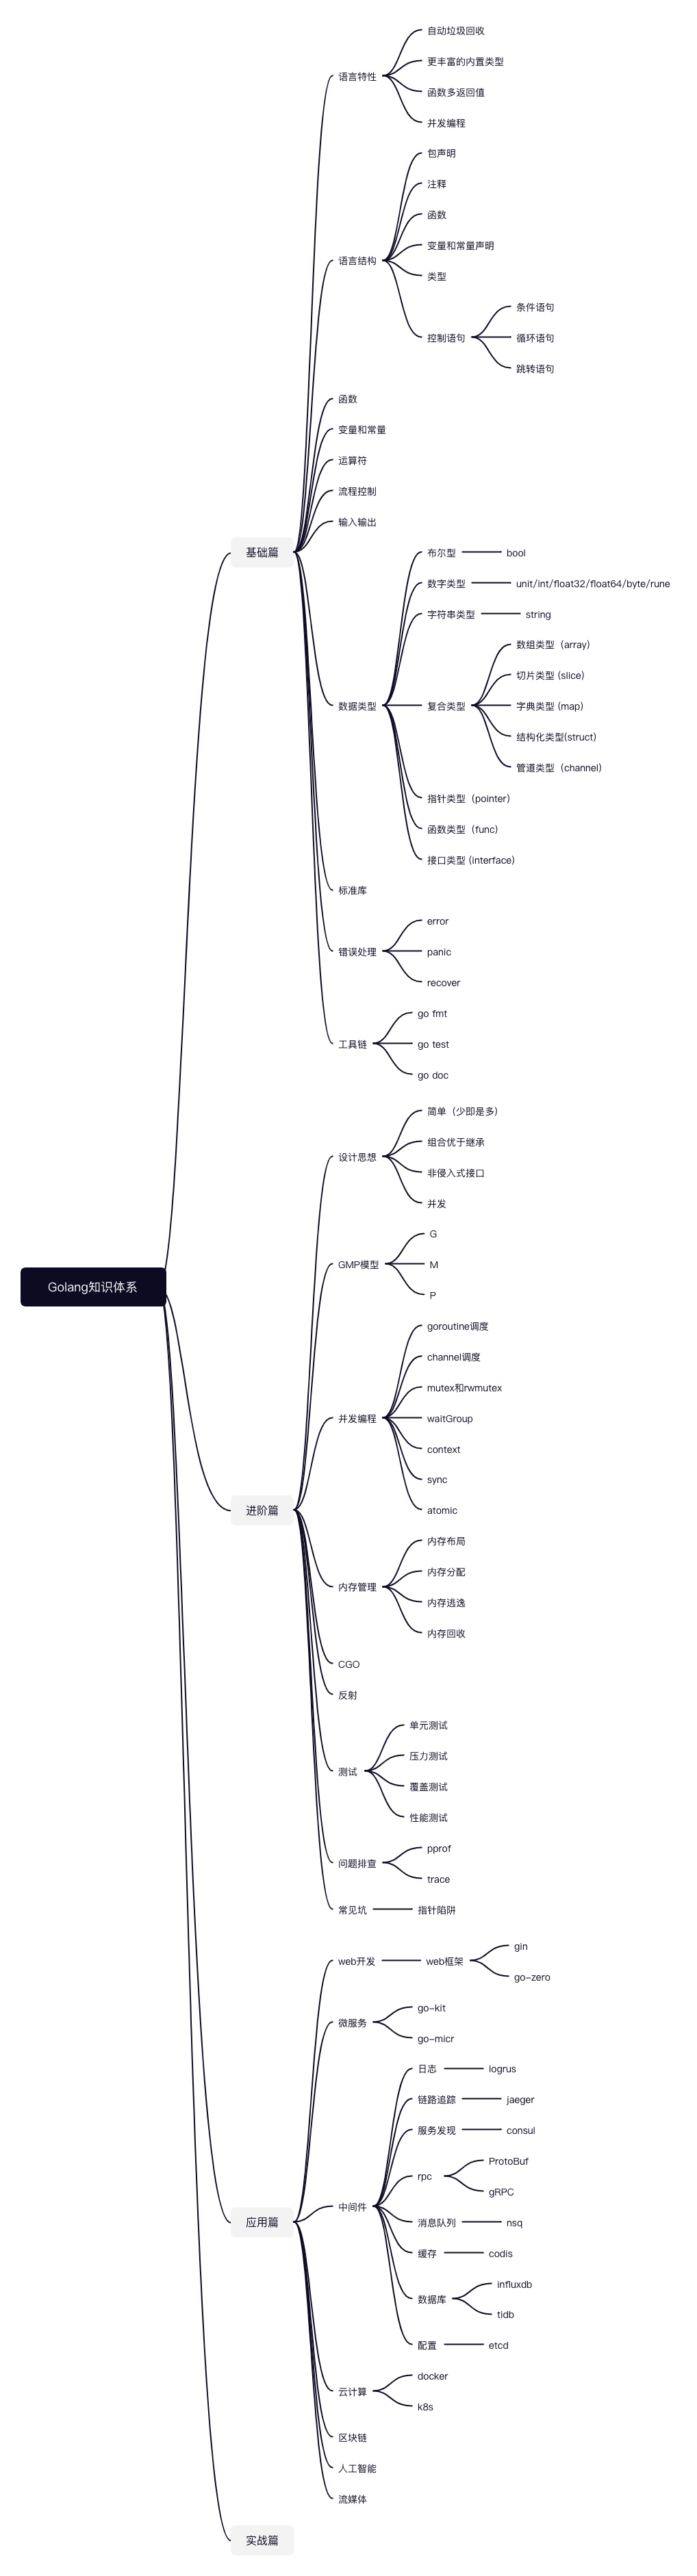 Golang知识体系
基础篇
语言特性
自动垃圾回收
更丰富的内置类型
函数多返回值
并发编程
语言结构
包声明
注释
函数
变量和常量声明
类型
控制语句
条件语句
循环语句
跳转语句
函数
变量和常量
运算符
流程控制
输入输出
数据类型
布尔型
bool
数字类型
unit/int/float32/float64/byte/rune
字符串类型
string
复合类型
数组类型（array）
切片类型 (slice)
字典类型 (map)
结构化类型(struct)
管道类型（channel）
指针类型（pointer）
函数类型（func）
接口类型 (interface)
标准库
错误处理
error
panic
recover
工具链
go fmt
go test
go doc
进阶篇
设计思想
简单（少即是多）
组合优于继承
非侵入式接口
并发
GMP模型
G
M
P
并发编程
goroutine调度
channel调度
mutex和rwmutex
waitGroup
context
sync
atomic
内存管理
内存布局
内存分配
内存逃逸
内存回收
CGO
反射
测试
单元测试
压力测试
覆盖测试
性能测试
问题排查
pprof
trace
常见坑
指针陷阱
应用篇
web开发
web框架
gin
go-zero
微服务
go-kit
go-micr
中间件
日志
logrus
链路追踪
jaeger
服务发现
consul
rpc
ProtoBuf
gRPC
消息队列
nsq
缓存
codis
数据库
influxdb
tidb
配置
etcd
云计算
docker
k8s
区块链
人工智能
流媒体
实战篇